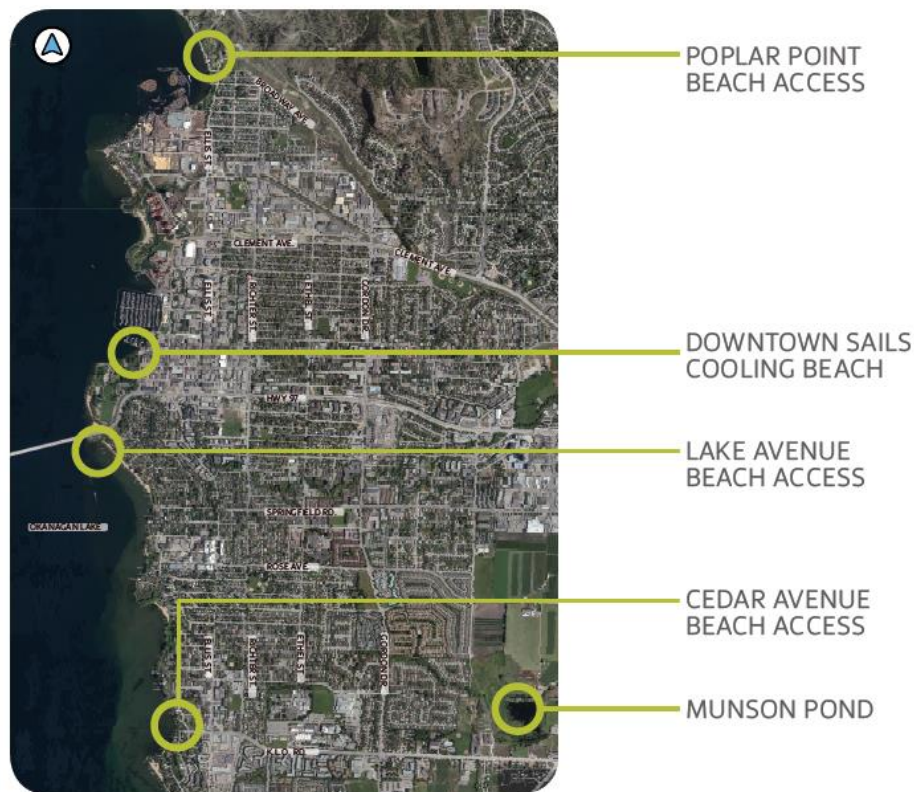 POPLAR POINT
BEACH ACCESS
BROADWAY AVE.
ELLIS ST.
CLEMENT AVE.
CLEMENT AVE.
ELLIS ST.
RICHTER ST.
ETHEL ST.
GORDON DR.
DOWNTOWN SAILS
COOLING BEACH
HWY 97
LAKE AVENUE
BEACH ACCESS
SPRINGFIELD RD.
OKANAGAN LAKE
ROSE AVE.
CEDAR AVENUE
BEACH ACCESS
ELLIS ST.
RICHTER ST.
ETHEL ST.
GORDON DR.
MUNSON POND
K.L.O. RD.